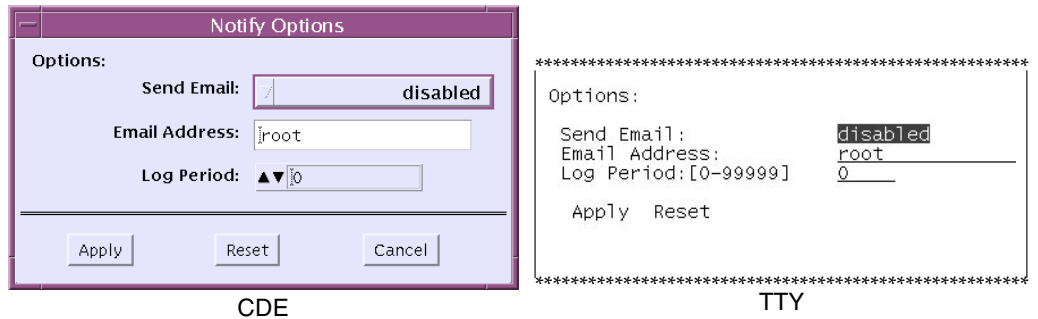 Notify Options
Options:
Send Email: disabled
Email Address: root
Log Period: 0
Apply Reset Cancel
CDE
******************************************************
Options:
Send Email: disabled
Email Address: root
Log Period:[0-99999] 0
Apply Reset
******************************************************
TTY